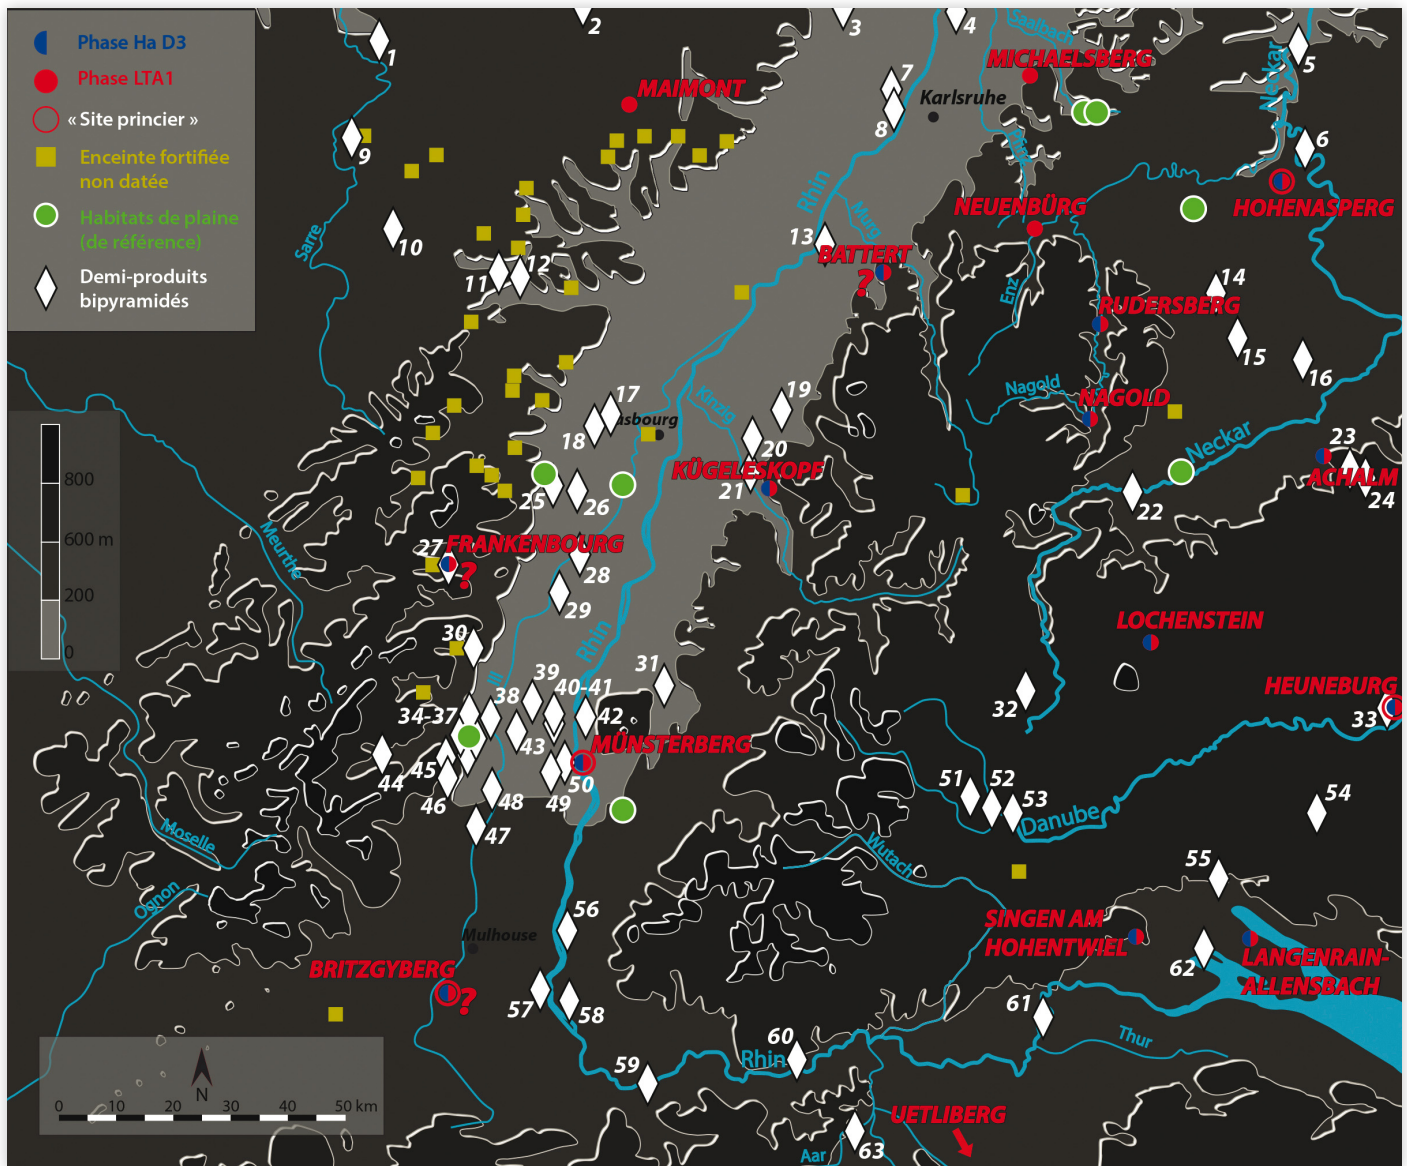 Phase Ha D3
Phase LTA1
« Site princier »
Enceinte fortifiée
non datée
Habitats de plaine
(de référence)
Demi-produits
bipyramidés
1
2
3
4
Saalbach
MICHAELSBERG
5
Neckar
7
MAIMONT
Karlsruhe
8
9
6
Pfinz
Rhin
Murg
NEUENBÜRG
HOHENASPERG
10
Sarre
13
BATTERT
?
11
12
Enz
14
RUDERSBERG
15
16
17
18
asbourg
Kinzig
19
20
Nagold
NAGOLD
Neckar
23
ACHALM
24
800
600 m
200
0
KÜGELESKOPF
21
22
25
26
Meurthe
27
FRANKENBOURG
?
28
29
LOCHENSTEIN
30
Rhin
Ill
31
HEUNEBURG
32
33
34-37
38
39
40-41
42
43
MÜNSTERBERG
44
45
46
47
48
49
50
51
52
53
Danube
54
Moselle
Ognon
Wutach
55
56
Mulhouse
SINGEN AM
HOHENTWIEL
LANGENRAIN-
ALLENSBACH
62
BRITZGYBERG
?
57
58
61
60
Rhin
Thur
59
N
0 10 20 30 40 50 km
UETLIBERG
63
Aar